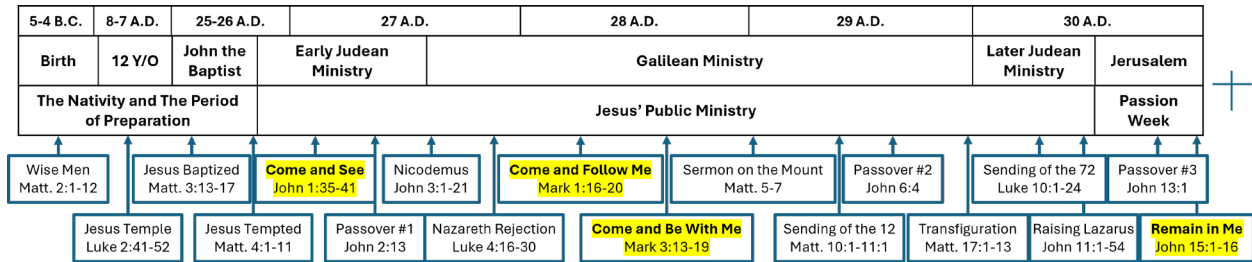 5-4 B.C.
8-7 A.D.
25-26 A.D.
27 A.D.
28 A.D.
29 A.D.
30 A.D.
Birth
12 Y/O
John the
Baptist
Early Judean
Ministry
Galilean Ministry
Later Judean
Ministry
Jerusalem
The Nativity and The Period
of Preparation
Jesus' Public Ministry
Passion
Week
Wise Men
Matt. 2:1-12
Jesus Baptized
Matt. 3:13-17
Come and See
John 1:35-41
Nicodemus
John 3:1-21
Come and Follow Me
Mark 1:16-20
Sermon on the Mount
Matt. 5-7
Passover #2
John 6:4
Sending of the 72
Luke 10:1-24
Passover #3
John 13:1
Jesus Temple
Luke 2:41-52
Jesus Tempted
Matt. 4:1-11
Passover #1
John 2:13
Nazareth Rejection
Luke 4:16-30
Come and Be With Me
Mark 3:13-19
Sending of the 12
Matt. 10:1-11:1
Transfiguration
Matt. 17:1-13
Raising Lazarus
John 11:1-54
Remain in Me
John 15:1-16